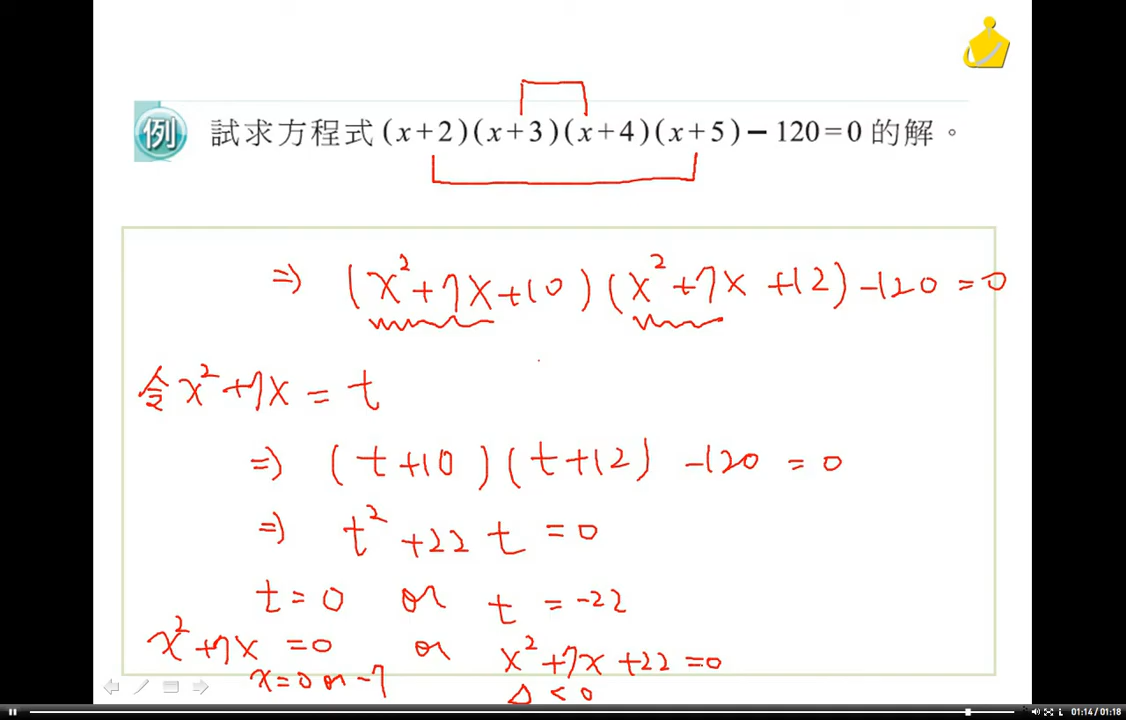 例 試求方程式(x+2)(x+3)(x+4)(x+5)−120=0的解。
⇒ (x²+7x+10)(x²+7x+12)-120=0
令x²+7x=t
⇒ (t+10)(t+12) -120=0
⇒ t²+22t=0
t=0 or t=-22
x²+7x=0 or x²+7x+22=0
x=0 or -7 Δ<0
01:14/01:18